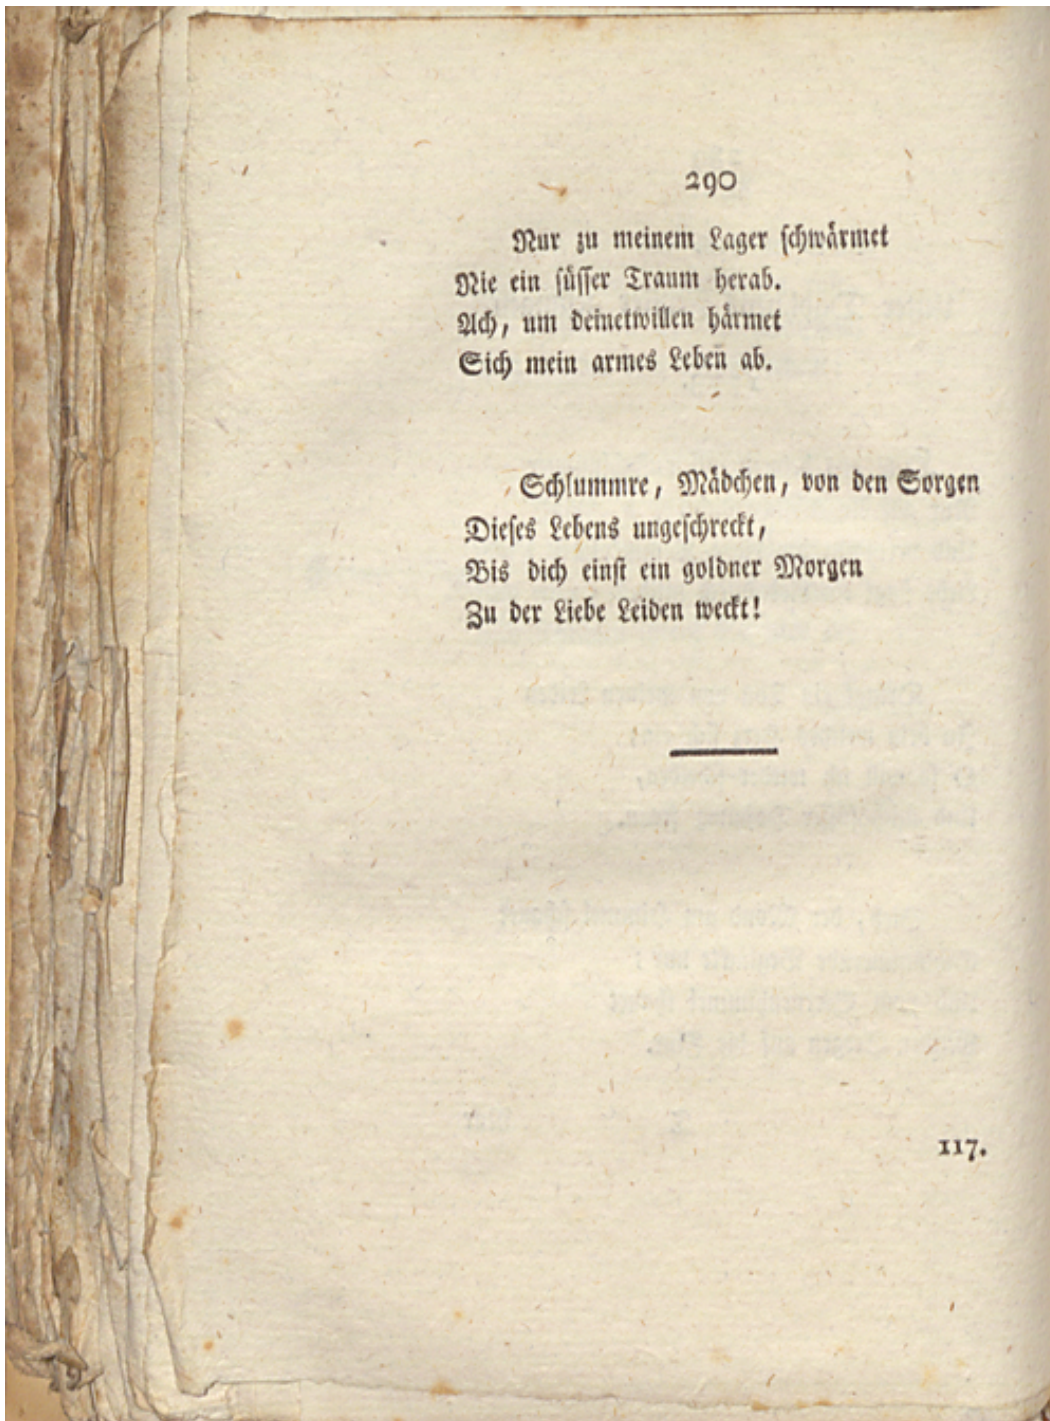 290
Nur zu meinem Lager ſchwärmet
Nie ein ſüſſer Traum herab.
Ach, um deinetwillen härmet
Sich mein armes Leben ab.
Schlummre, Mädchen, von den Sorgen
Dieſes Lebens ungeſchreckt,
Bis dich einſt ein goldner Morgen
Zu der Liebe Leiden weckt!
117.